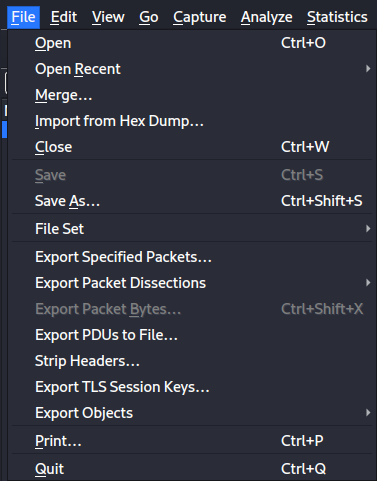 File Edit View Go Capture Analyze Statistics
Open Ctrl+O
Open Recent
Merge...
Import from Hex Dump...
Close Ctrl+W
Save Ctrl+S
Save As... Ctrl+Shift+S
File Set
Export Specified Packets...
Export Packet Dissections
Export Packet Bytes... Ctrl+Shift+X
Export PDUs to File...
Strip Headers...
Export TLS Session Keys...
Export Objects
Print... Ctrl+P
Quit Ctrl+Q